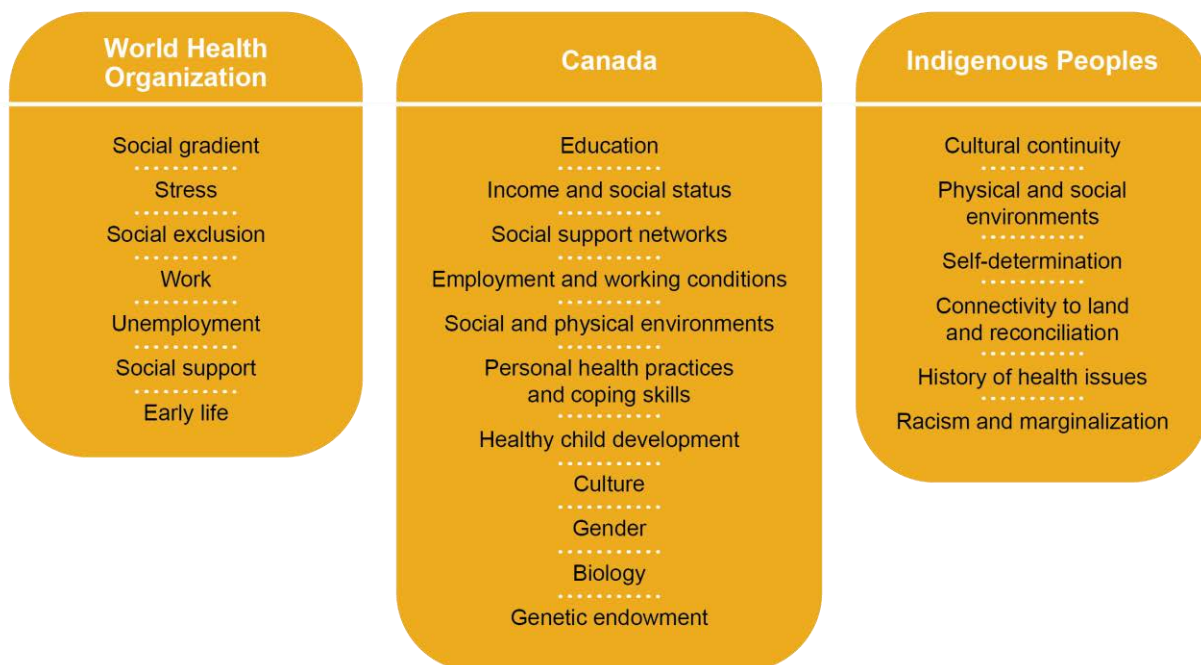 World Health
Organization
Social gradient
Stress
Social exclusion
Work
Unemployment
Social support
Early life
Canada
Education
Income and social status
Social support networks
Employment and working conditions
Social and physical environments
Personal health practices
and coping skills
Healthy child development
Culture
Gender
Biology
Genetic endowment
Indigenous Peoples
Cultural continuity
Physical and social
environments
Self-determination
Connectivity to land
and reconciliation
History of health issues
Racism and marginalization